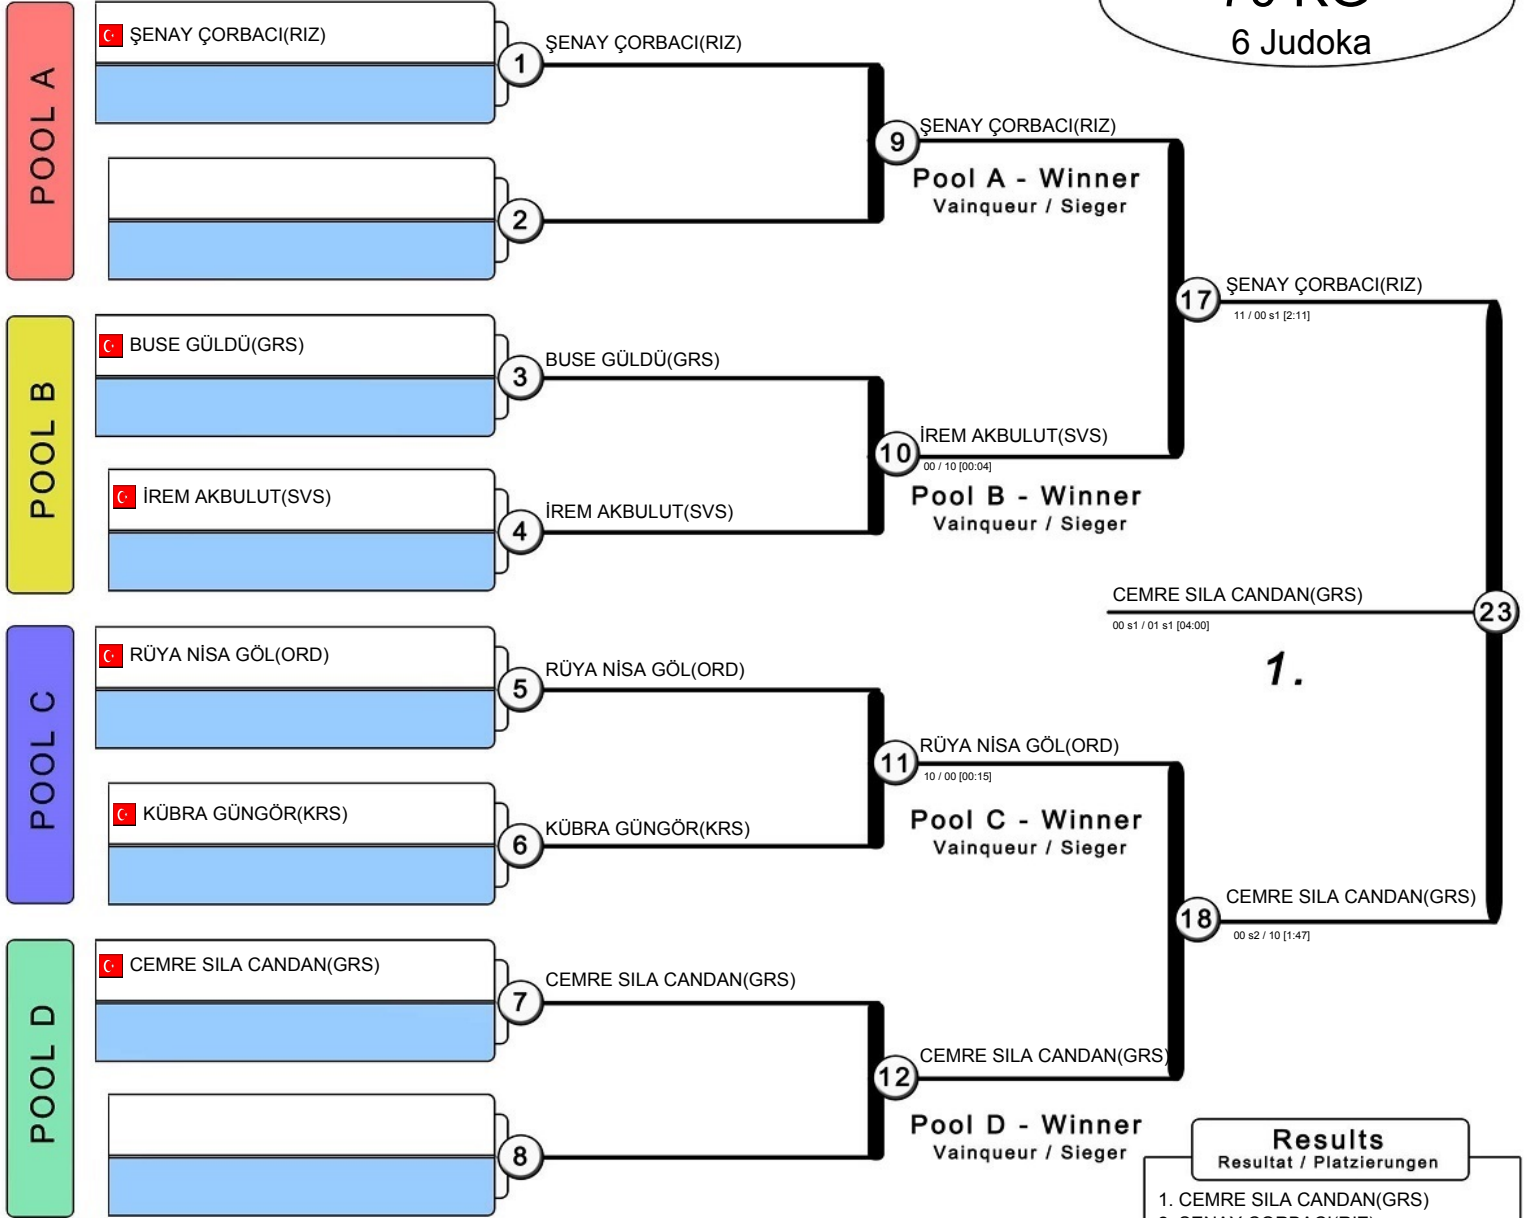 6 Judoka
POOL A
ŞENAY ÇORBACI(RIZ)
1
ŞENAY ÇORBACI(RIZ)
2
9
ŞENAY ÇORBACI(RIZ)
Pool A - Winner
Vainqueur / Sieger
17
ŞENAY ÇORBACI(RIZ)
11 / 00 s1 [2:11]
POOL B
BUSE GÜLDÜ(GRS)
3
BUSE GÜLDÜ(GRS)
İREM AKBULUT(SVS)
4
İREM AKBULUT(SVS)
10
İREM AKBULUT(SVS)
00 / 10 [00:04]
Pool B - Winner
Vainqueur / Sieger
CEMRE SILA CANDAN(GRS)
23
00 s1 / 01 s1 [04:00]
1.
POOL C
RÜYA NİSA GÖL(ORD)
5
RÜYA NİSA GÖL(ORD)
KÜBRA GÜNGÖR(KRS)
6
KÜBRA GÜNGÖR(KRS)
11
RÜYA NİSA GÖL(ORD)
10 / 00 [00:15]
Pool C - Winner
Vainqueur / Sieger
18
CEMRE SILA CANDAN(GRS)
00 s2 / 10 [1:47]
POOL D
CEMRE SILA CANDAN(GRS)
7
CEMRE SILA CANDAN(GRS)
8
12
CEMRE SILA CANDAN(GRS)
Pool D - Winner
Vainqueur / Sieger
Results
Resultat / Platzierungen
1. CEMRE SILA CANDAN(GRS)